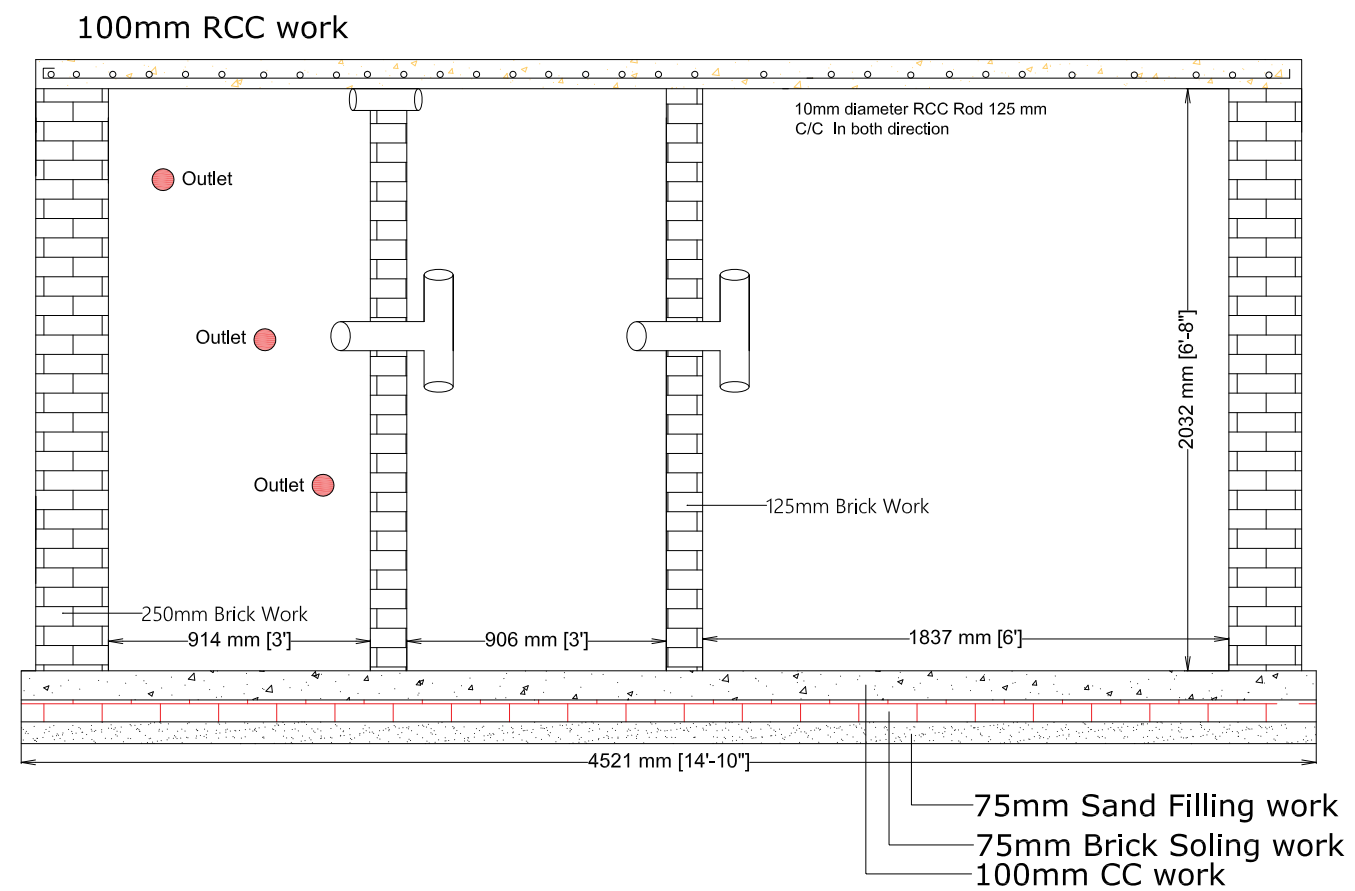 100mm RCC work
10mm diameter RCC Rod 125 mm
C/C In both direction
Outlet
Outlet
2032 mm [6'-8"]
Outlet
125mm Brick Work
250mm Brick Work
914 mm [3']
906 mm [3']
1837 mm [6']
4521 mm [14'-10"]
75mm Sand Filling work
75mm Brick Soling work
100mm CC work